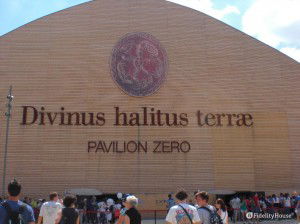 Divinus halitus terræ
PAVILION ZERO
FidelityHouse